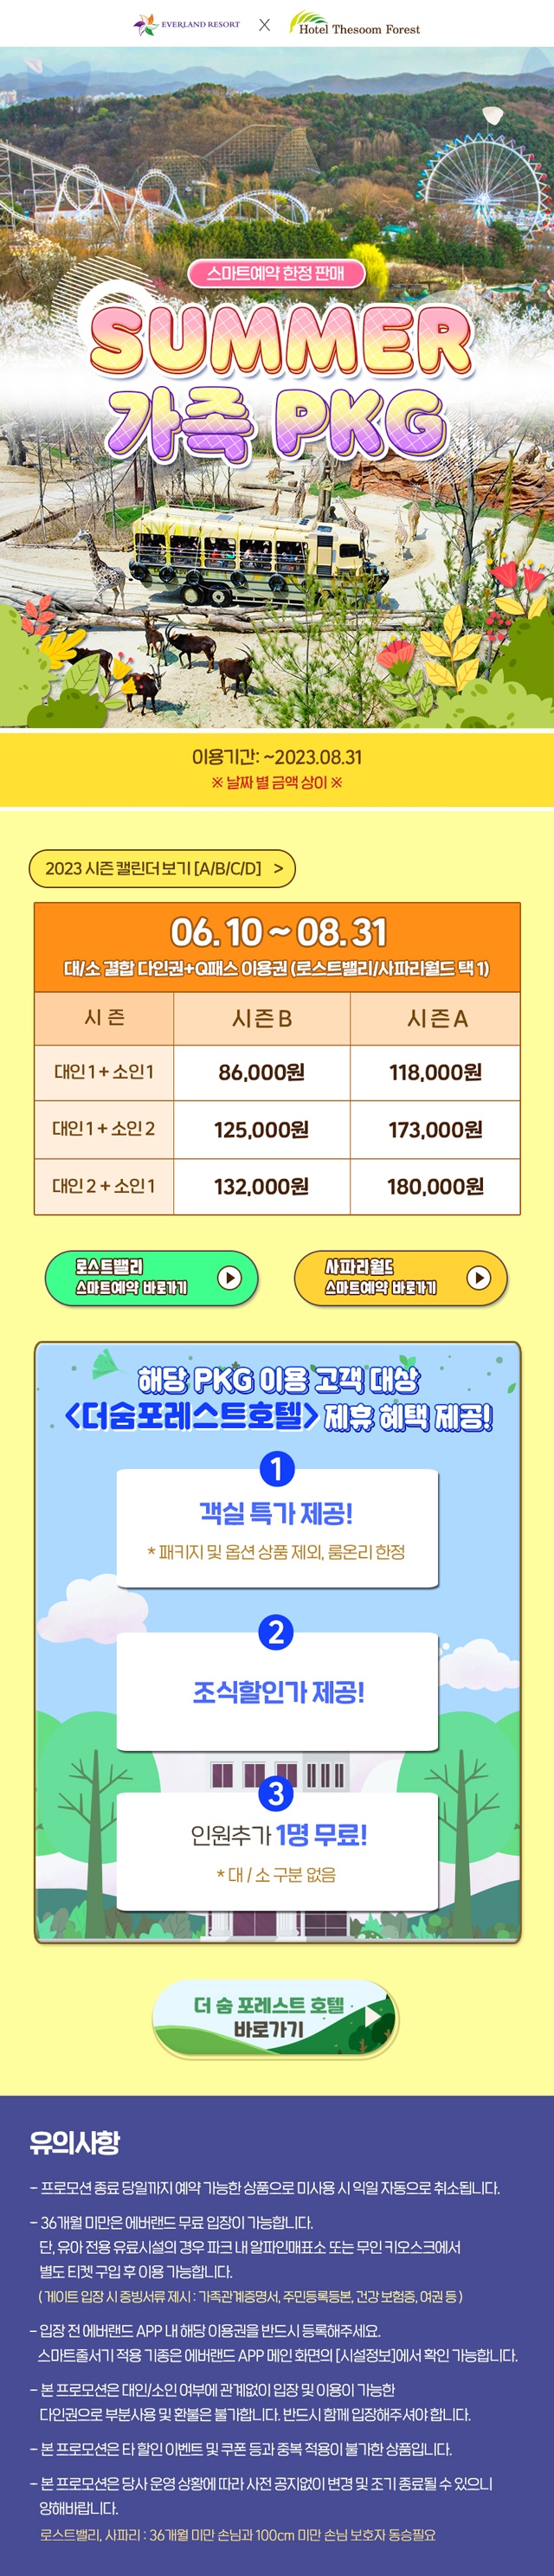 EVERLAND RESORT X Hotel Thesoom Forest
스마트예약 한정 판매
SUMMER
가족 PKG
이용기간: ~2023.08.31
※ 날짜 별 금액 상이 ※
2023 시즌 캘린더 보기 [A/B/C/D] >
06. 10 ~ 08. 31
대/소 결합 다인권+Q패스 이용권 (로스트밸리/사파리월드 택 1)
시 즌 시즌 B 시즌 A
대인 1 + 소인 1 86,000원 118,000원
대인 1 + 소인 2 125,000원 173,000원
대인 2 + 소인 1 132,000원 180,000원
로스트밸리
스마트예약 바로가기
사파리월드
스마트예약 바로가기
해당 PKG 이용 고객 대상
<더숨포레스트호텔> 제휴 혜택 제공!
1
객실 특가 제공!
* 패키지 및 옵션 상품 제외, 룸온리 한정
2
조식할인가 제공!
3
인원추가 1명 무료!
* 대 / 소 구분 없음
더 숨 포레스트 호텔
바로가기
유의사항
- 프로모션 종료 당일까지 예약 가능한 상품으로 미사용 시 익일 자동으로 취소됩니다.
- 36개월 미만은 에버랜드 무료 입장이 가능합니다.
단, 유아 전용 유료시설의 경우 파크 내 알파인매표소 또는 무인 키오스크에서
별도 티켓 구입 후 이용 가능합니다.
( 게이트 입장 시 증빙서류 제시 : 가족관계증명서, 주민등록등본, 건강 보험증, 여권 등 )
- 입장 전 에버랜드 APP 내 해당 이용권을 반드시 등록해주세요.
스마트줄서기 적용 기종은 에버랜드 APP 메인 화면의 [시설정보]에서 확인 가능합니다.
- 본 프로모션은 대인/소인 여부에 관계없이 입장 및 이용이 가능한
다인권으로 부분사용 및 환불은 불가합니다. 반드시 함께 입장해주셔야 합니다.
- 본 프로모션은 타 할인 이벤트 및 쿠폰 등과 중복 적용이 불가한 상품입니다.
- 본 프로모션은 당사 운영 상황에 따라 사전 공지없이 변경 및 조기 종료될 수 있으니
양해바랍니다.
로스트밸리, 사파리 : 36개월 미만 손님과 100cm 미만 손님 보호자 동승필요